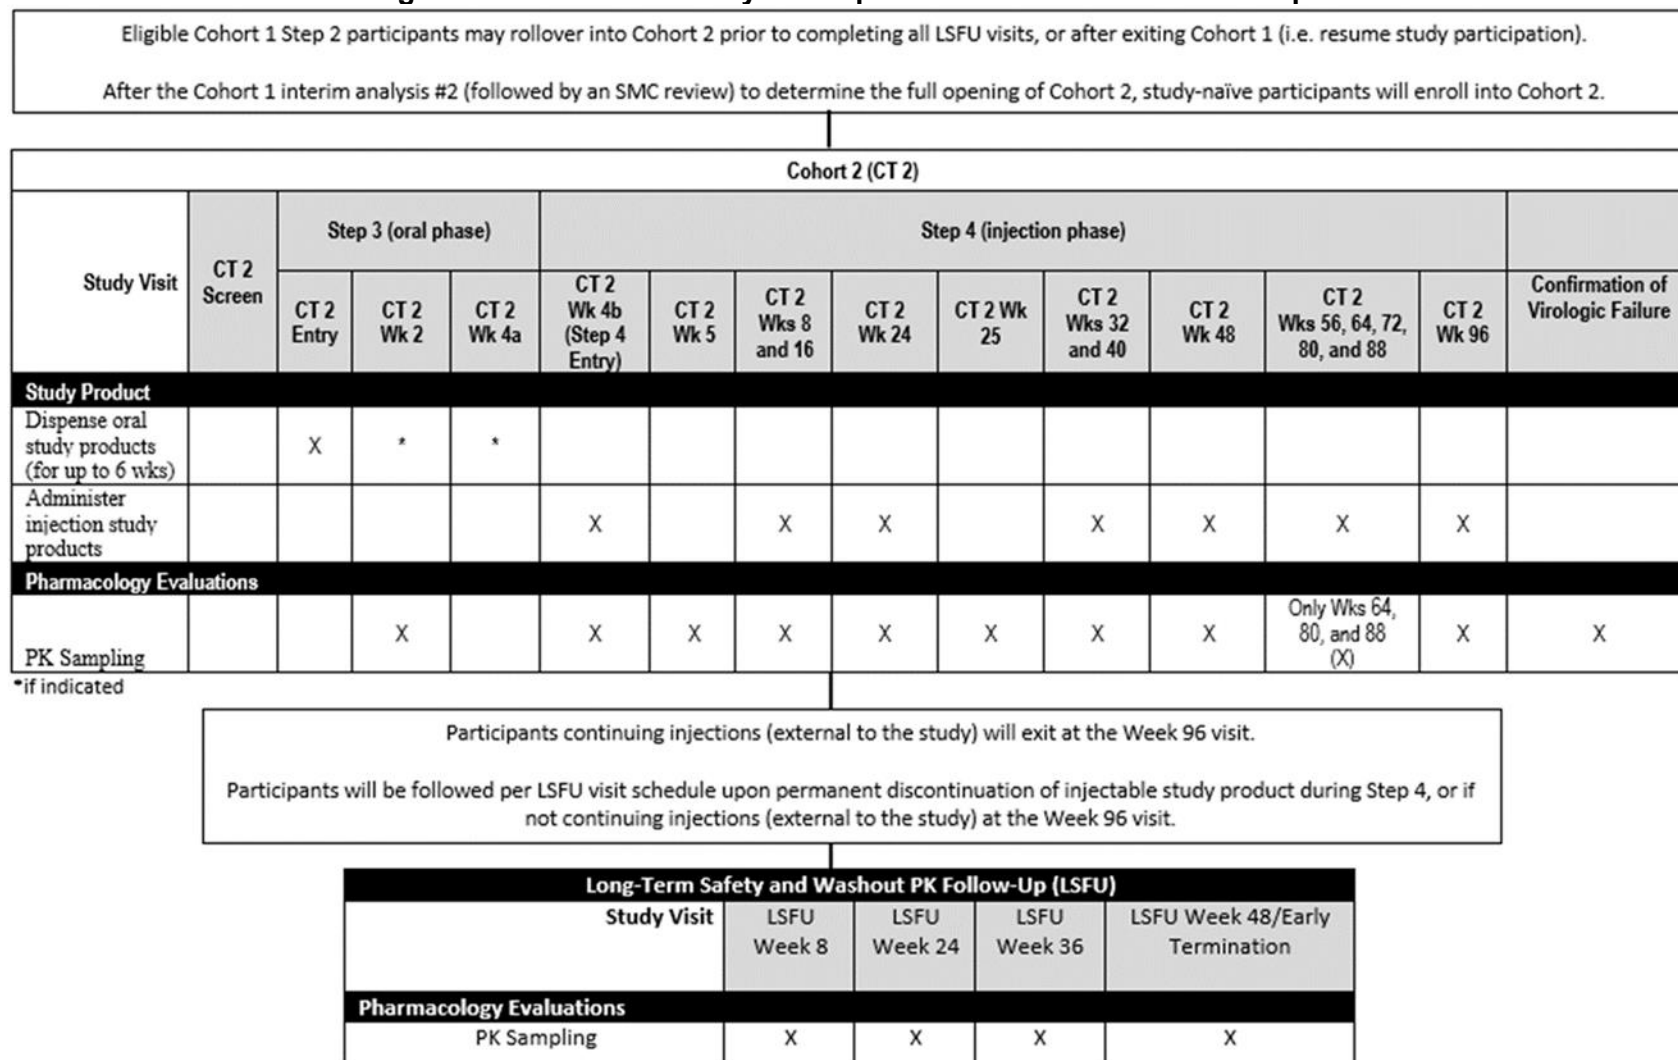 Eligible Cohort 1 Step 2 participants may rollover into Cohort 2 prior to completing all LSFU visits, or after exiting Cohort 1 (i.e. resume study participation).
After the Cohort 1 interim analysis #2 (followed by an SMC review) to determine the full opening of Cohort 2, study-naïve participants will enroll into Cohort 2.
Cohort 2 (CT 2)
Study Visit
CT 2
Screen
Step 3 (oral phase)
Step 4 (injection phase)
CT 2
Entry
CT 2
Wk 2
CT 2
Wk 4a
CT 2
Wk 4b
(Step 4
Entry)
CT 2
Wk 5
CT 2
Wks 8
and 16
CT 2
Wk 24
CT 2 Wk
25
CT 2
Wks 32
and 40
CT 2
Wk 48
CT 2
Wks 56, 64, 72,
80, and 88
CT 2
Wk 96
Confirmation of
Virologic Failure
Study Product
Dispense oral
study products
(for up to 6 wks)
X * *
Administer
injection study
products
X X X X X X X
Pharmacology Evaluations
PK Sampling
X X X X X X X X
Only Wks 64,
80, and 88
(X)
X X
*if indicated
Participants continuing injections (external to the study) will exit at the Week 96 visit.
Participants will be followed per LSFU visit schedule upon permanent discontinuation of injectable study product during Step 4, or if
not continuing injections (external to the study) at the Week 96 visit.
Long-Term Safety and Washout PK Follow-Up (LSFU)
Study Visit
LSFU
Week 8
LSFU
Week 24
LSFU
Week 36
LSFU Week 48/Early
Termination
Pharmacology Evaluations
PK Sampling X X X X